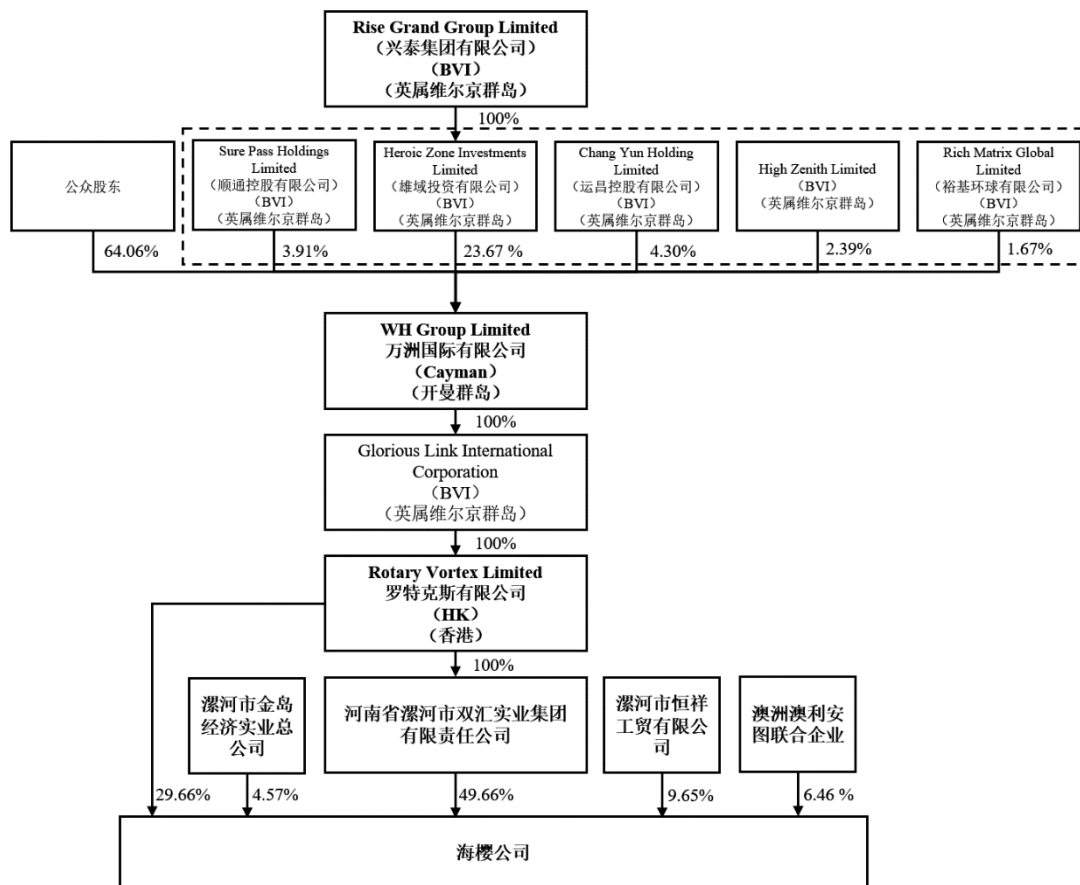 Rise Grand Group Limited
（兴泰集团有限公司）
（BVI）
（英属维尔京群岛）
100%
公众股东
Sure Pass Holdings
Limited
（顺通控股有限公司）
（BVI）
（英属维尔京群岛）
Heroic Zone Investments
Limited
（雄域投资有限公司）
（BVI）
（英属维尔京群岛）
Chang Yun Holding
Limited
（运昌控股有限公司）
（BVI）
（英属维尔京群岛）
High Zenith Limited
（BVI）
（英属维尔京群岛）
Rich Matrix Global
Limited
（裕基环球有限公司）
（BVI）
（英属维尔京群岛）
64.06%
3.91%
23.67 %
4.30%
2.39%
1.67%
WH Group Limited
万洲国际有限公司
（Cayman）
（开曼群岛）
100%
Glorious Link International
Corporation
（BVI）
（英属维尔京群岛）
100%
Rotary Vortex Limited
罗特克斯有限公司
（HK）
（香港）
100%
漯河市金岛
经济实业总
公司
河南省漯河市双汇实业集团
有限责任公司
漯河市恒祥
工贸有限公
司
澳洲澳利安
图联合企业
29.66%
4.57%
49.66%
9.65%
6.46 %
海樱公司